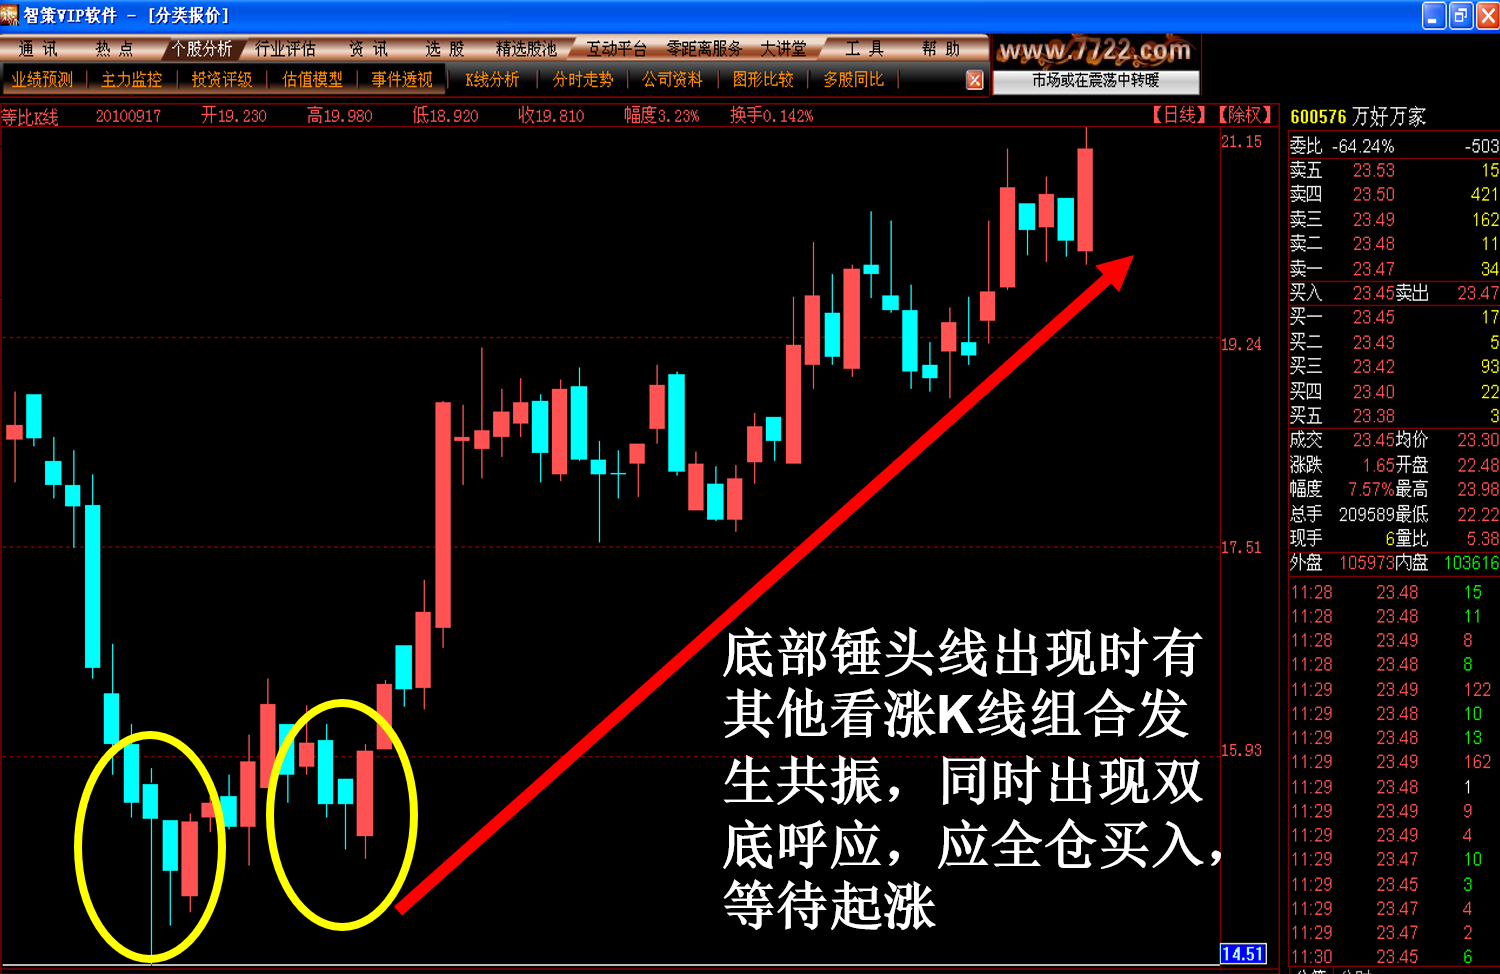 智策VIP软件 - [分类报价]
通 讯 热 点 个股分析 行业评估 资 讯 选 股 精选股池 互动平台 零距离服务 大讲堂 工 具 帮 助
www.7722.com
业绩预测 主力监控 投资评级 估值模型 事件透视 K线分析 分时走势 公司资料 图形比较 多股同比
市场或在震荡中转暖
等比K线 20100917 开19.230 高19.980 低18.920 收19.810 幅度3.23% 换手0.142% 【日线】【除权】
21.15
19.24
17.51
15.93
14.51
底部锤头线出现时有
其他看涨K线组合发
生共振，同时出现双
底呼应，应全仓买入，
等待起涨
600576 万好万家
委比 -64.24% -503
卖五 23.53 15
卖四 23.50 421
卖三 23.49 162
卖二 23.48 11
卖一 23.47 34
买入 23.45 卖出 23.47
买一 23.45 17
买二 23.43 5
买三 23.42 93
买四 23.40 22
买五 23.38 3
成交 23.45 均价 23.30
涨跌 1.65 开盘 22.48
幅度 7.57% 最高 23.98
总手 209589 最低 22.22
现手 6 量比 5.38
外盘 105973 内盘 103616
11:28 23.48 15
11:28 23.48 11
11:28 23.49 8
11:28 23.48 8
11:29 23.49 122
11:29 23.48 10
11:29 23.48 13
11:29 23.49 162
11:29 23.48 1
11:29 23.49 9
11:29 23.49 4
11:29 23.47 10
11:29 23.45 3
11:29 23.47 4
11:29 23.47 2
11:30 23.45 6